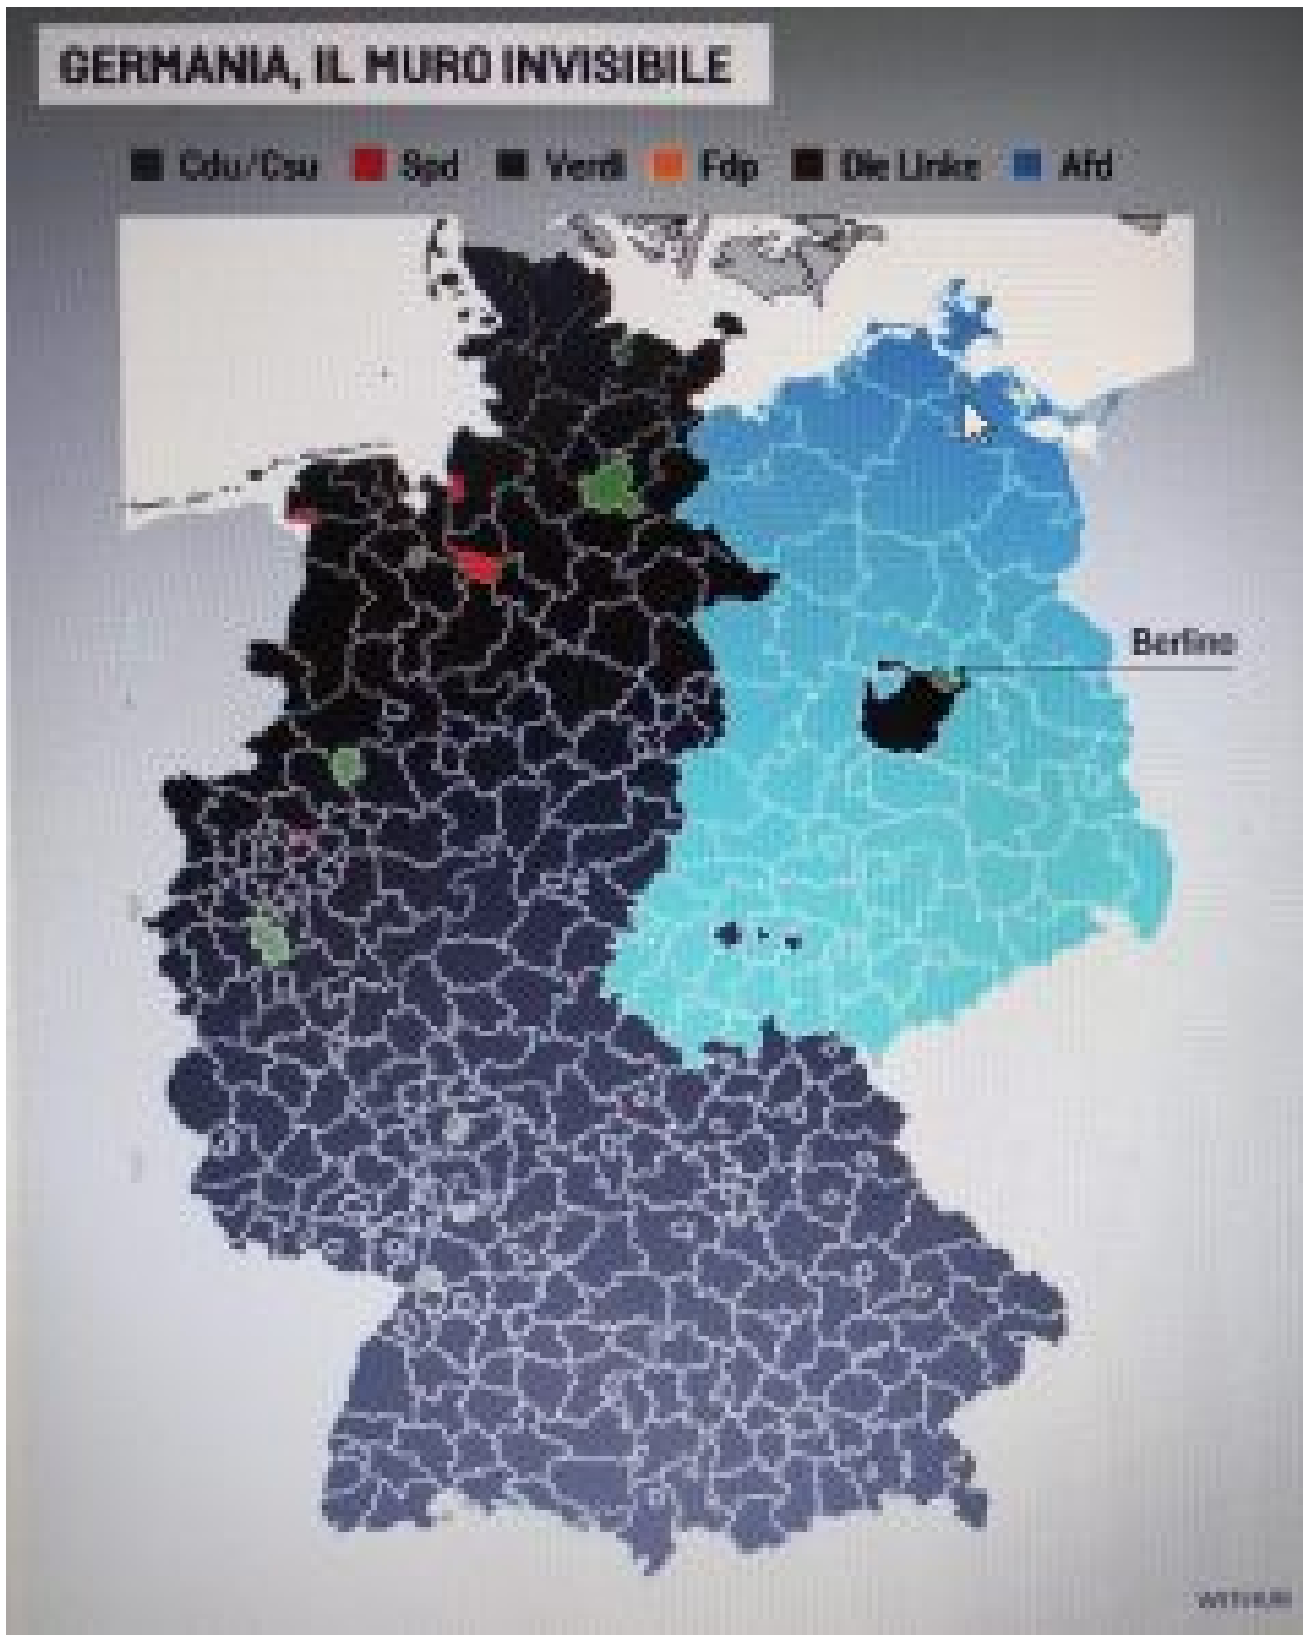 GERMANIA, IL MURO INVISIBILE
Cdu/Csu Spd Verdi Fdp Die Linke Afd
Berlino